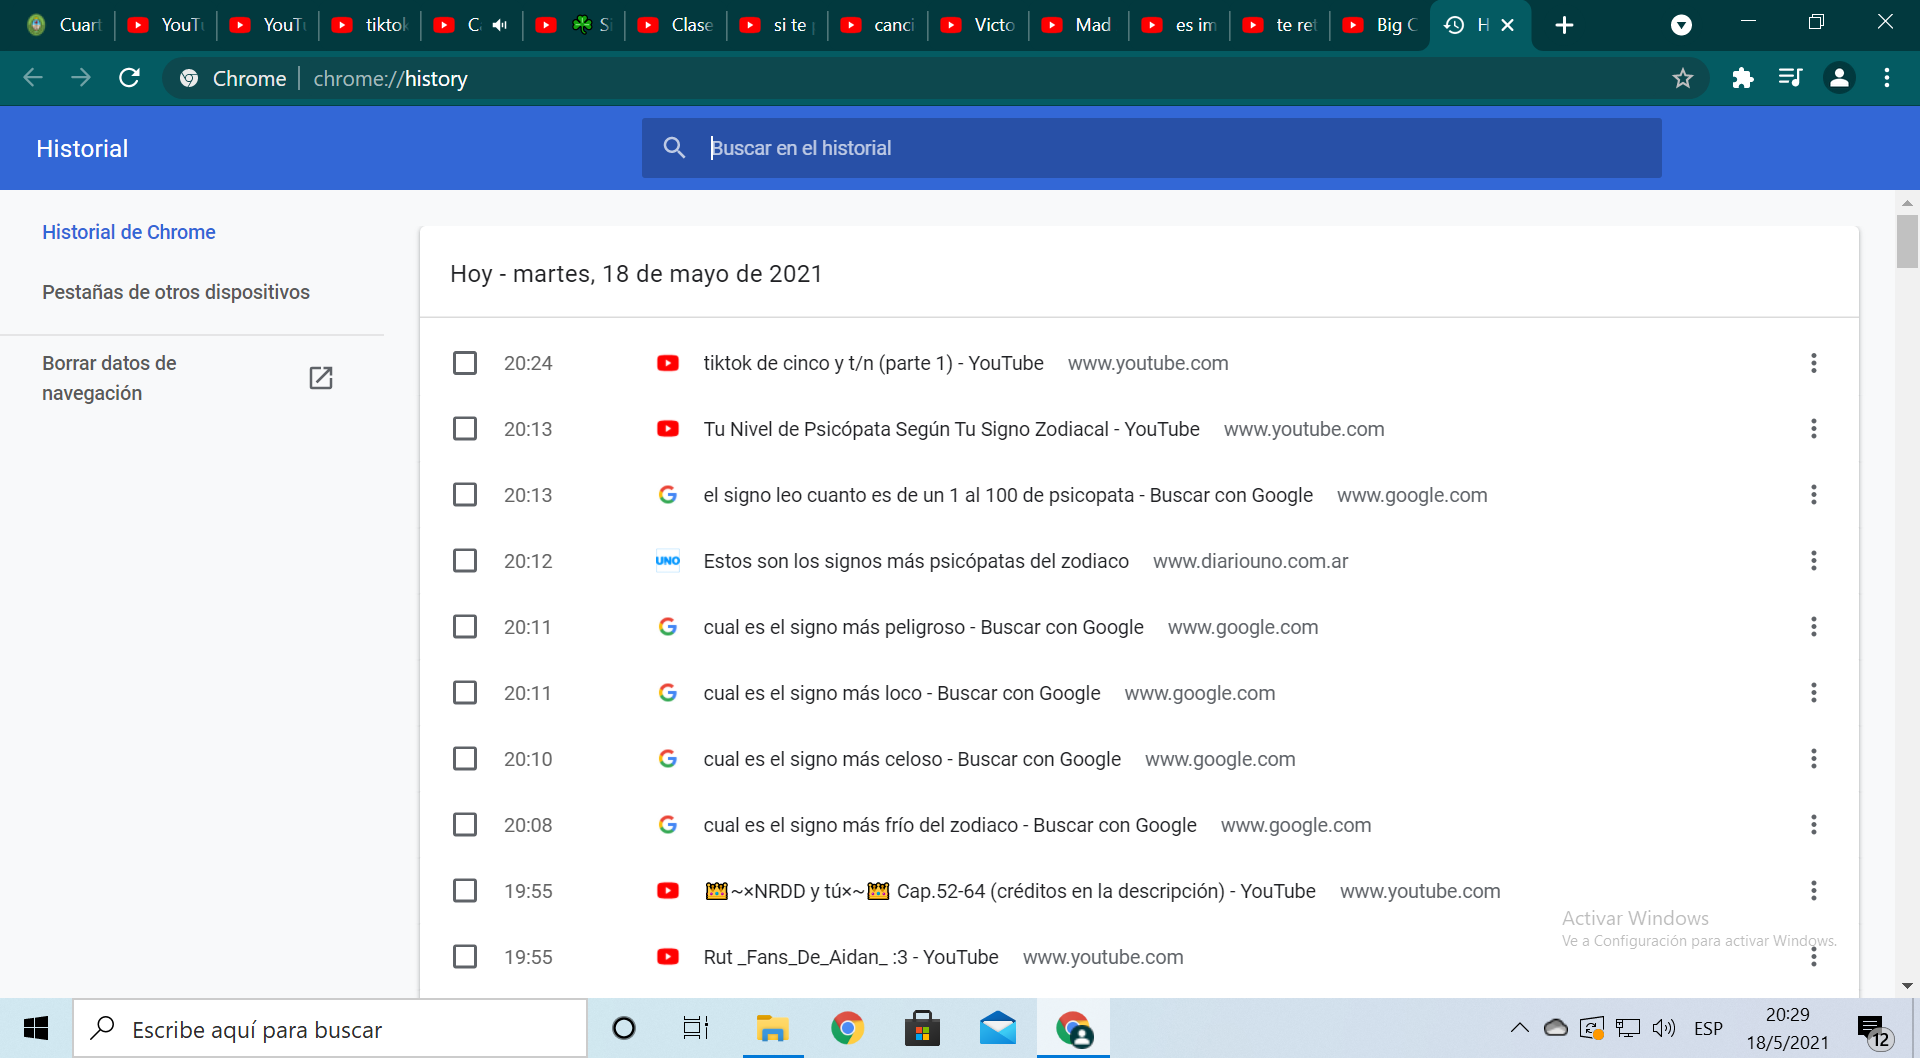 Cuart
YouTu
YouTu
tiktok
C
☘ Si
Clase
si te p
canci
Victo
Mad
es im
te ret
Big C
H
Chrome | chrome://history
Historial
Buscar en el historial
Historial de Chrome
Pestañas de otros dispositivos
Borrar datos de
navegación
Hoy - martes, 18 de mayo de 2021
20:24 tiktok de cinco y t/n (parte 1) - YouTube www.youtube.com
20:13 Tu Nivel de Psicópata Según Tu Signo Zodiacal - YouTube www.youtube.com
20:13 el signo leo cuanto es de un 1 al 100 de psicopata - Buscar con Google www.google.com
20:12 UNO Estos son los signos más psicópatas del zodiaco www.diariouno.com.ar
20:11 cual es el signo más peligroso - Buscar con Google www.google.com
20:11 cual es el signo más loco - Buscar con Google www.google.com
20:10 cual es el signo más celoso - Buscar con Google www.google.com
20:08 cual es el signo más frío del zodiaco - Buscar con Google www.google.com
19:55 👑~×NRDD y tú×~👑 Cap.52-64 (créditos en la descripción) - YouTube www.youtube.com
19:55 Rut _Fans_De_Aidan_ :3 - YouTube www.youtube.com
Activar Windows
Ve a Configuración para activar Windows.
Escribe aquí para buscar
ESP
20:29
18/5/2021
12